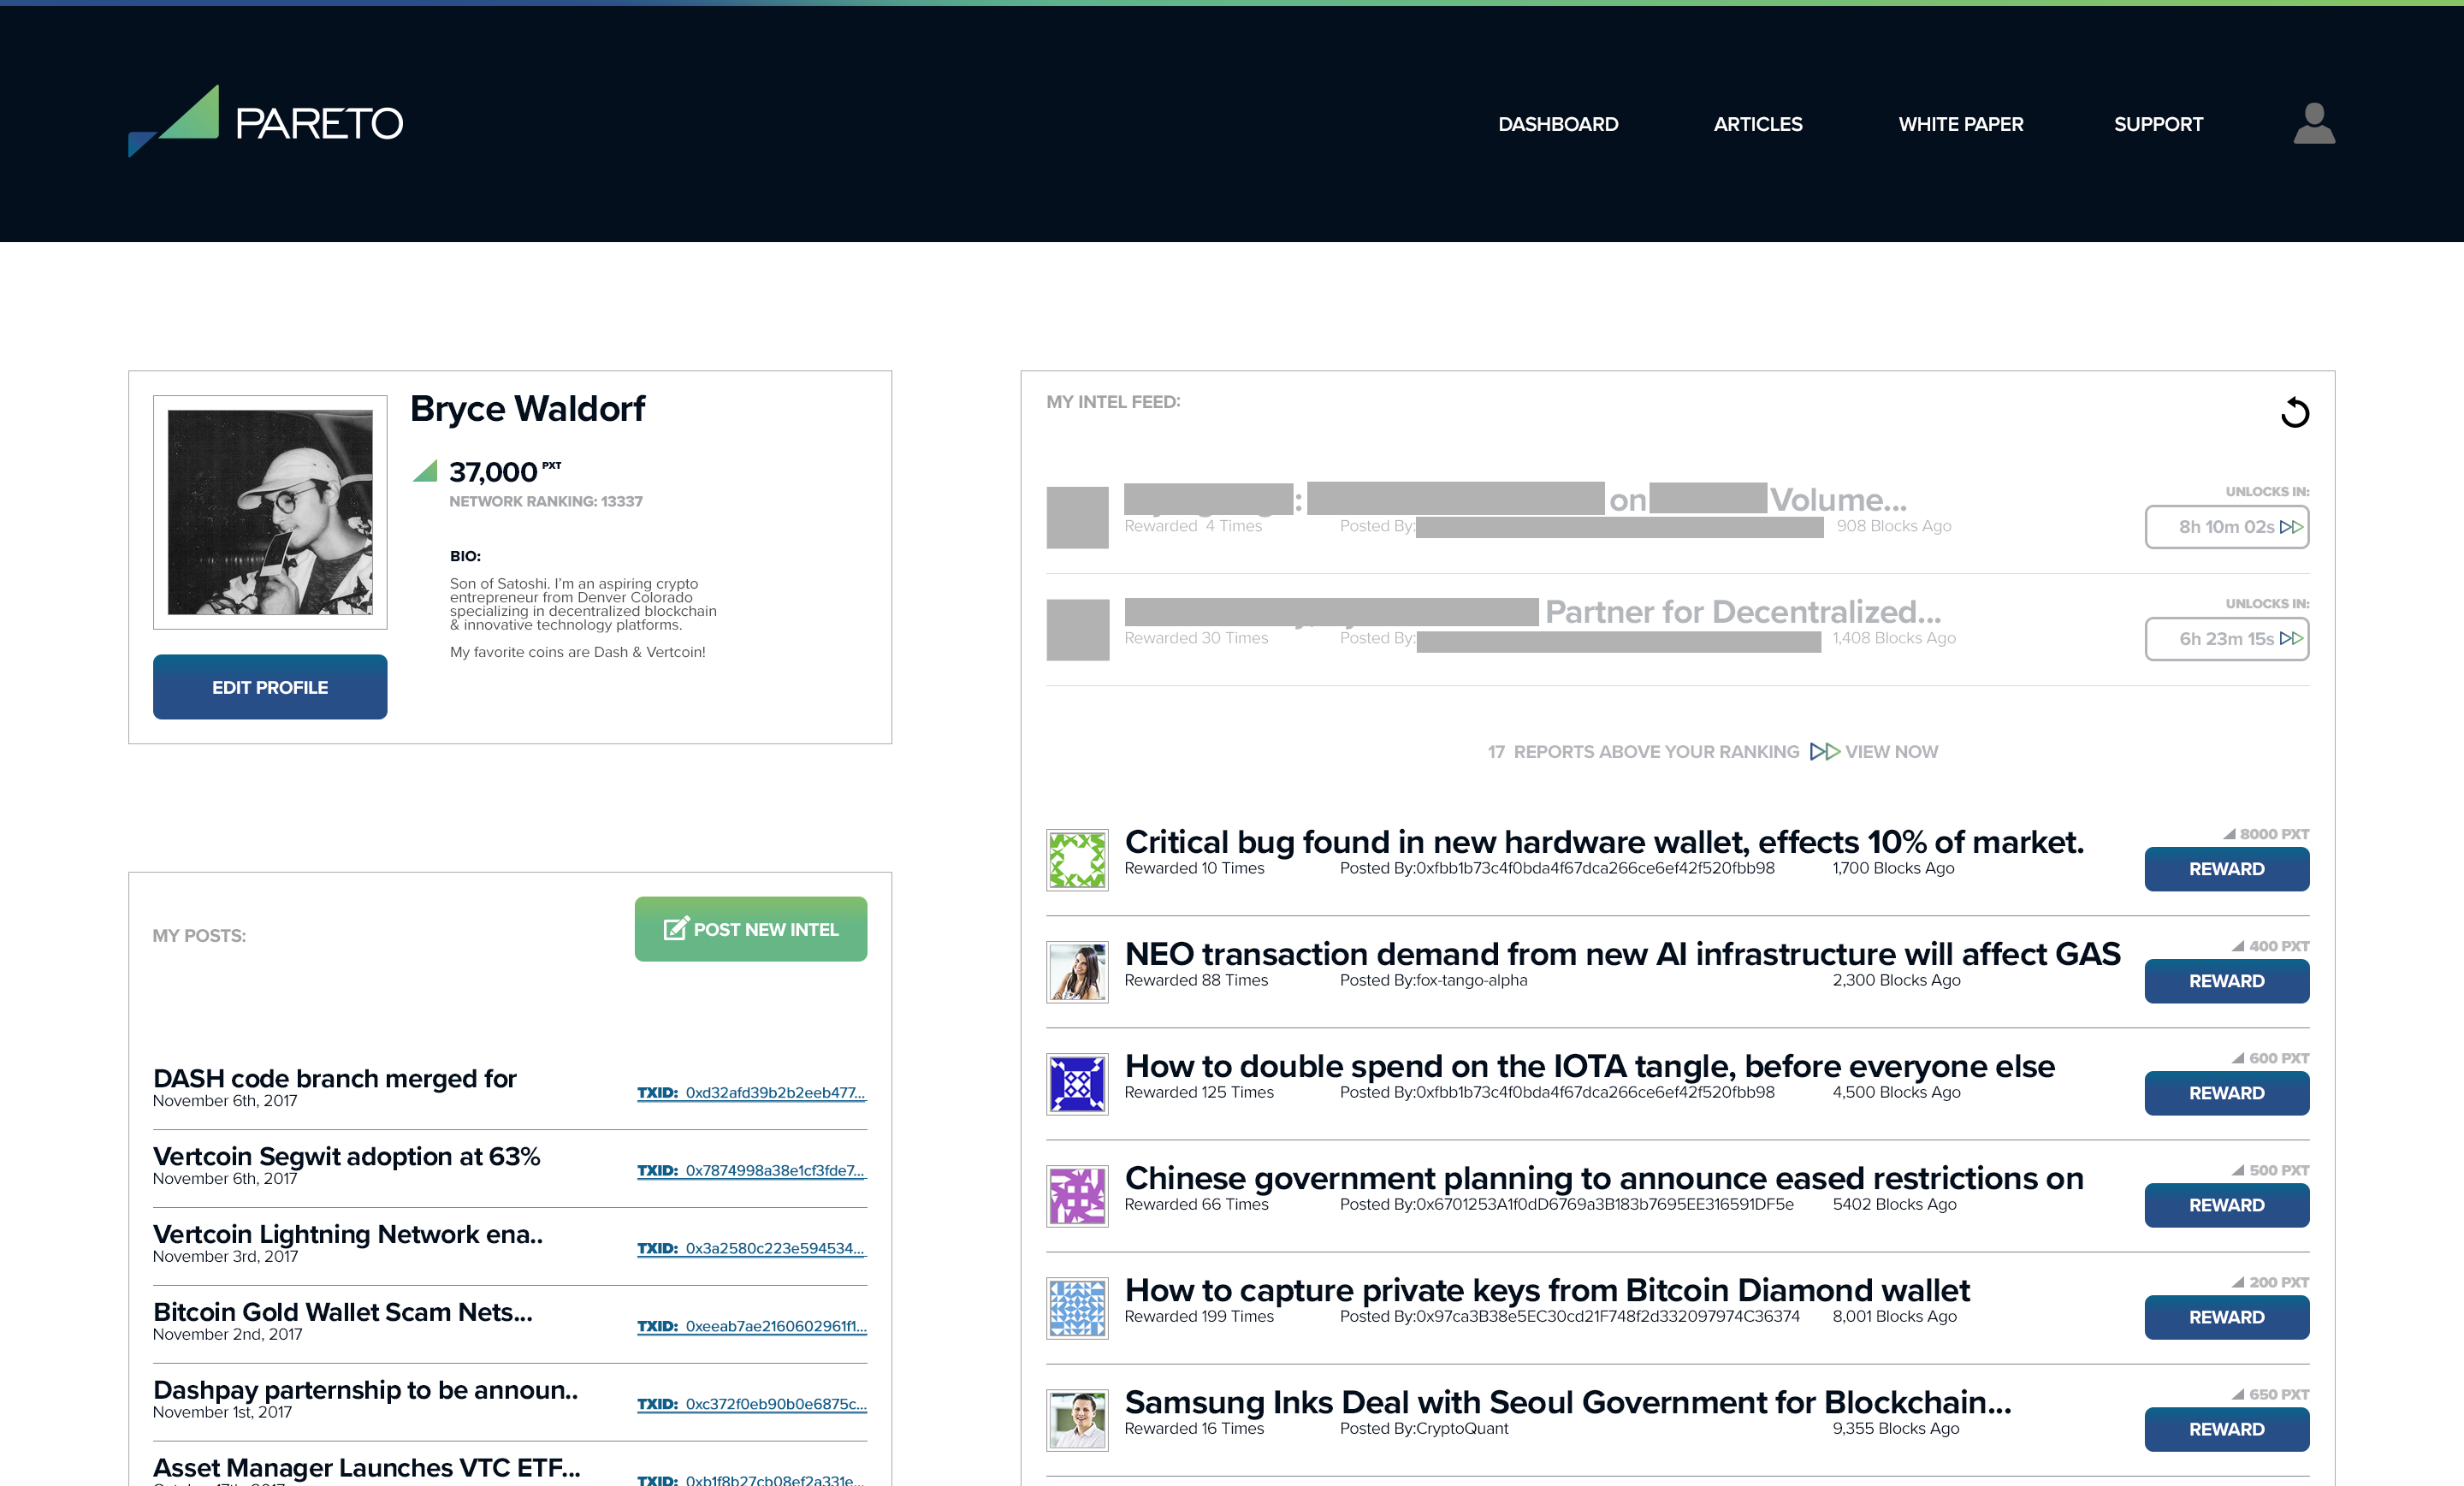 PARETO
DASHBOARD
ARTICLES
WHITE PAPER
SUPPORT
Bryce Waldorf
37,000 PXT
NETWORK RANKING: 13337
BIO:
Son of Satoshi. I'm an aspiring crypto
entrepreneur from Denver Colorado
specializing in decentralized blockchain
& innovative technology platforms.
My favorite coins are Dash & Vertcoin!
EDIT PROFILE
MY POSTS:
POST NEW INTEL
DASH code branch merged for
November 6th, 2017
TXID: 0xd32afd39b2b2eeb477...
Vertcoin Segwit adoption at 63%
November 6th, 2017
TXID: 0x7874998a38e1cf3fde7...
Vertcoin Lightning Network ena..
November 3rd, 2017
TXID: 0x3a2580c223e594534...
Bitcoin Gold Wallet Scam Nets...
November 2nd, 2017
TXID: 0xeeab7ae2160602961f1...
Dashpay parternship to be announ..
November 1st, 2017
TXID: 0xc372f0eb90b0e6875c...
Asset Manager Launches VTC ETF...
TXID: 0xb1f8b27cb08ef2a331e...
MY INTEL FEED:
: on Volume...
Rewarded 4 Times
Posted By:
908 Blocks Ago
UNLOCKS IN:
8h 10m 02s
Partner for Decentralized...
Rewarded 30 Times
Posted By:
1,408 Blocks Ago
UNLOCKS IN:
6h 23m 15s
17 REPORTS ABOVE YOUR RANKING VIEW NOW
Critical bug found in new hardware wallet, effects 10% of market.
Rewarded 10 Times
Posted By:0xfbb1b73c4f0bda4f67dca266ce6ef42f520fbb98
1,700 Blocks Ago
8000 PXT
REWARD
NEO transaction demand from new AI infrastructure will affect GAS
Rewarded 88 Times
Posted By:fox-tango-alpha
2,300 Blocks Ago
400 PXT
REWARD
How to double spend on the IOTA tangle, before everyone else
Rewarded 125 Times
Posted By:0xfbb1b73c4f0bda4f67dca266ce6ef42f520fbb98
4,500 Blocks Ago
600 PXT
REWARD
Chinese government planning to announce eased restrictions on
Rewarded 66 Times
Posted By:0x6701253A1f0dD6769a3B183b7695EE316591DF5e
5402 Blocks Ago
500 PXT
REWARD
How to capture private keys from Bitcoin Diamond wallet
Rewarded 199 Times
Posted By:0x97ca3B38e5EC30cd21F748f2d332097974C36374
8,001 Blocks Ago
200 PXT
REWARD
Samsung Inks Deal with Seoul Government for Blockchain...
Rewarded 16 Times
Posted By:CryptoQuant
9,355 Blocks Ago
650 PXT
REWARD